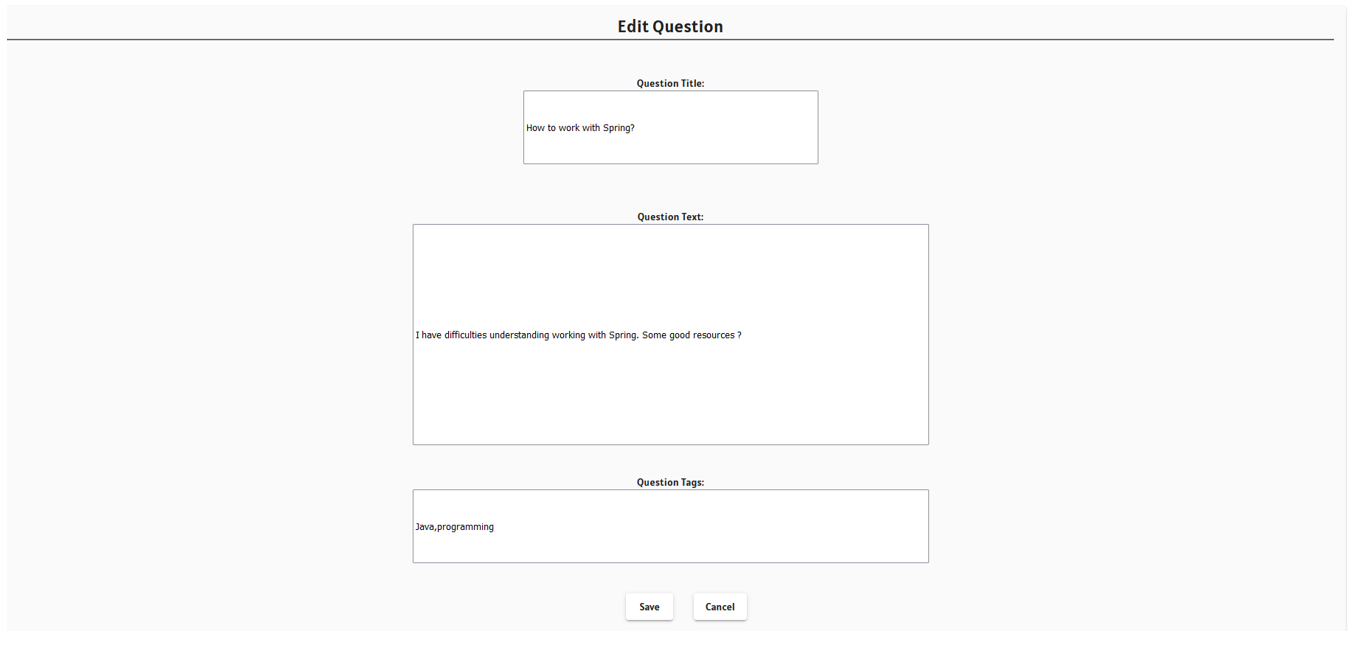 Edit Question
Question Title:
How to work with Spring?
Question Text:
I have difficulties understanding working with Spring. Some good resources ?
Question Tags:
Java,programming
Save
Cancel